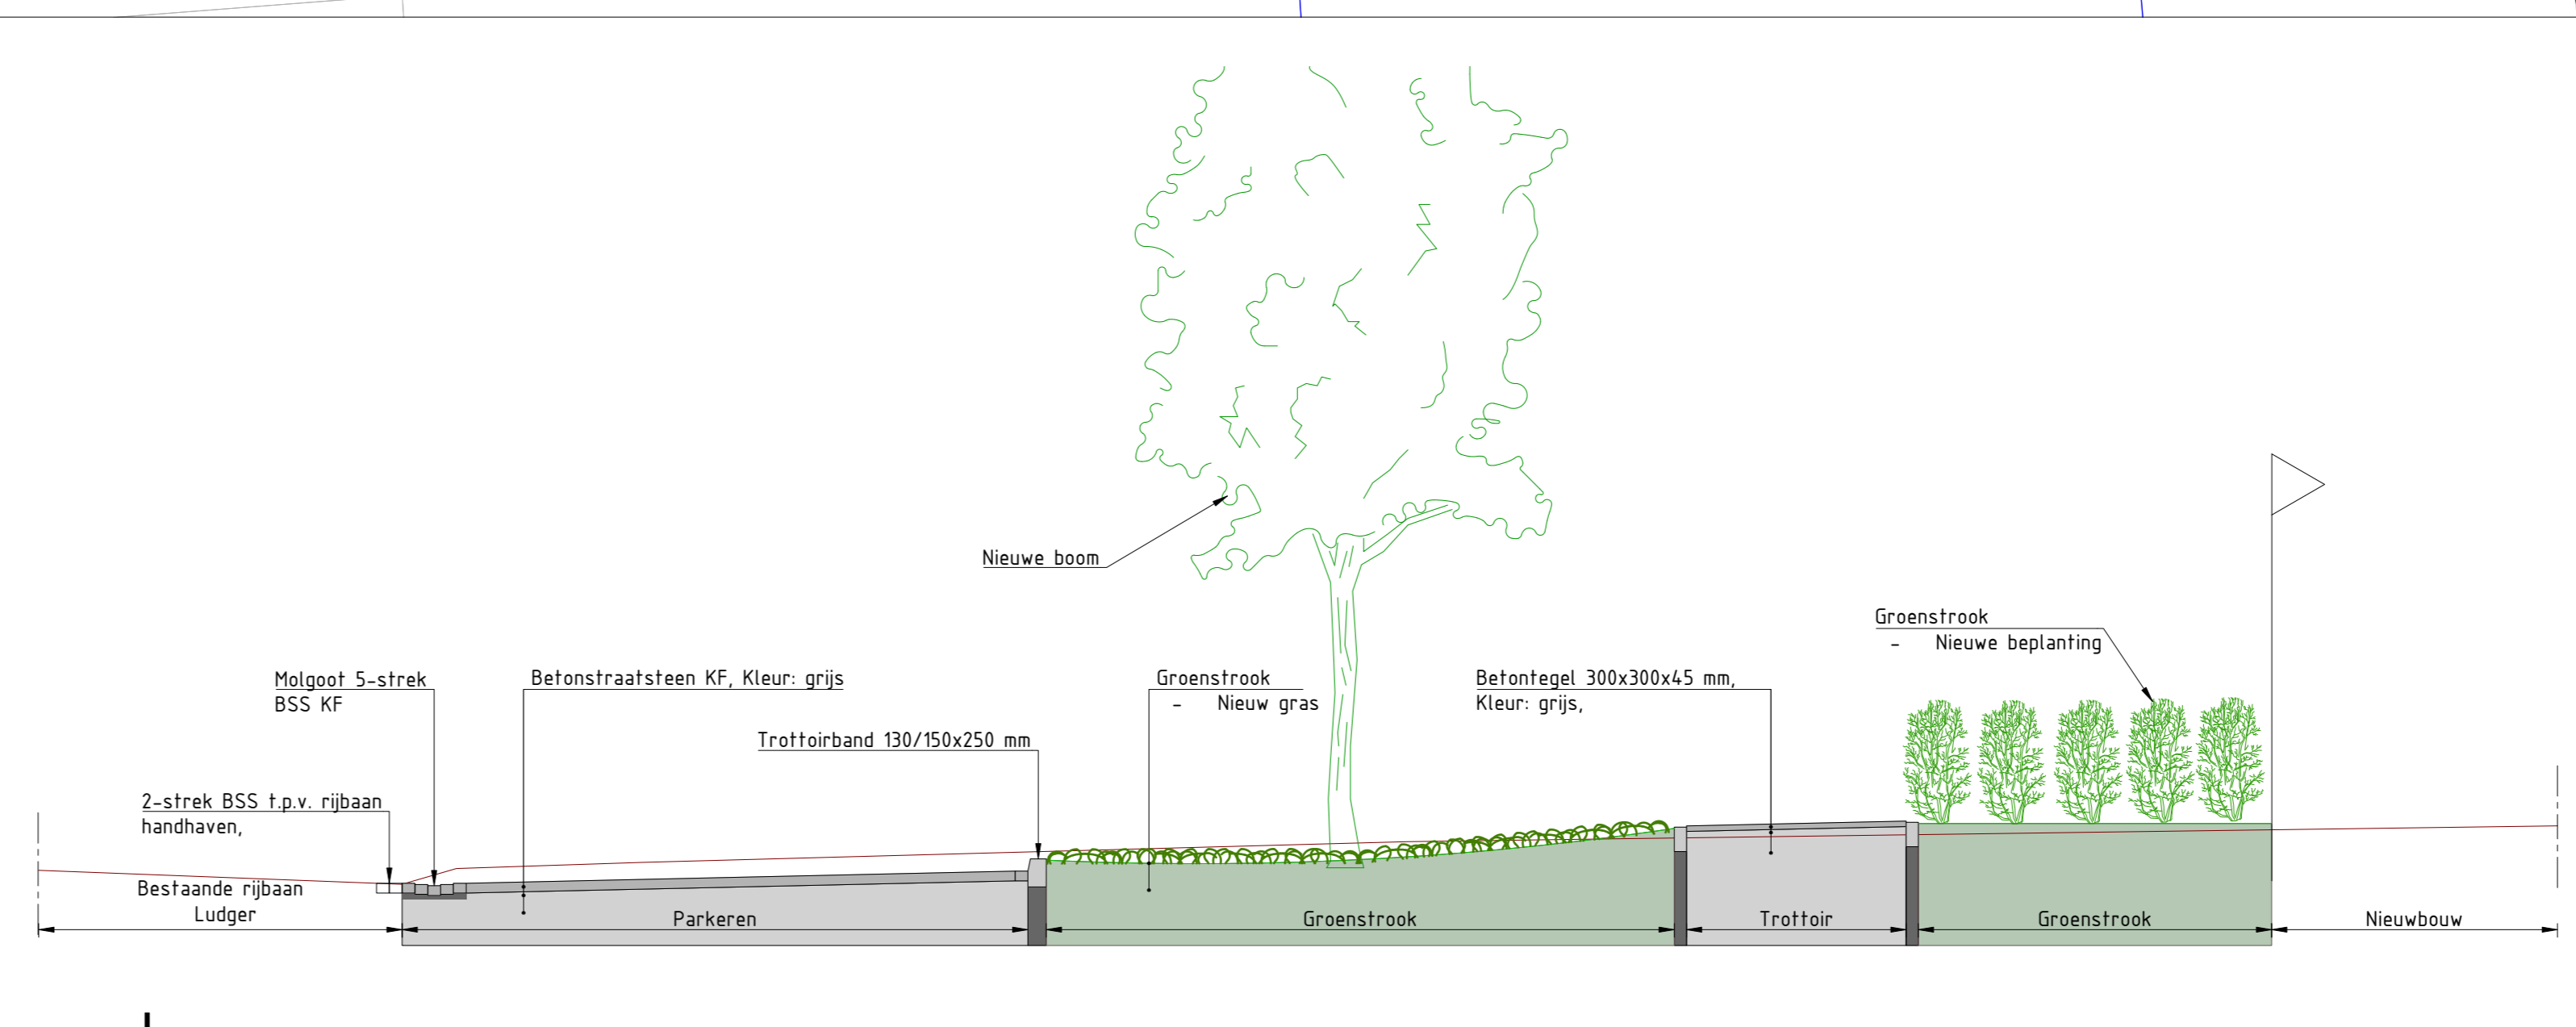 Nieuwe boom
Groenstrook
- Nieuwe beplanting
Molgoot 5-strek
BSS KF
Betonstraatsteen KF, Kleur: grijs
Groenstrook
- Nieuw gras
Betontegel 300x300x45 mm,
Kleur: grijs,
Trottoirband 130/150x250 mm
2-strek BSS t.p.v. rijbaan
handhaven,
Bestaande rijbaan
Ludger
Parkeren
Groenstrook
Trottoir
Groenstrook
Nieuwbouw